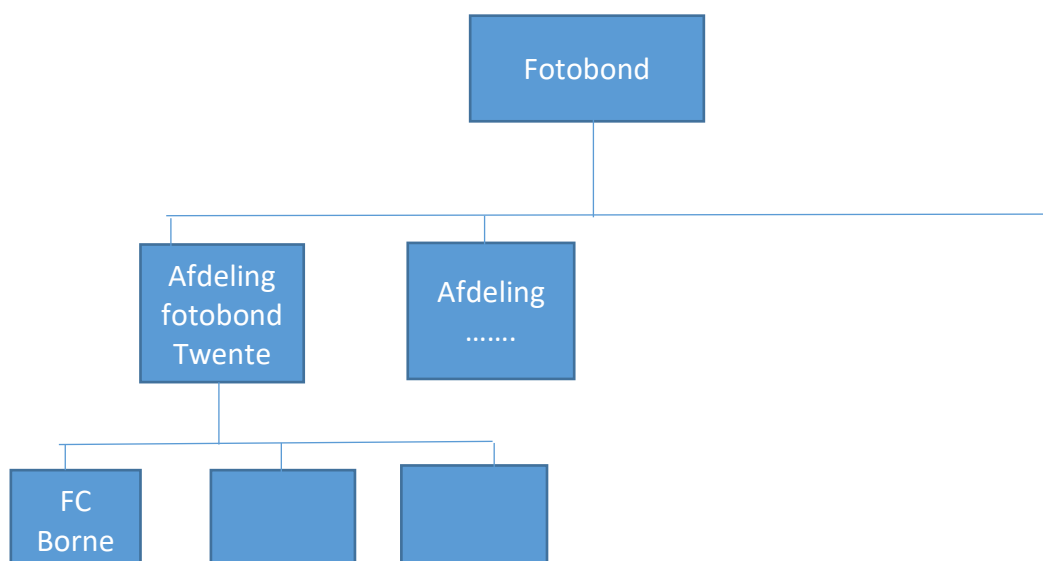 Fotobond
Afdeling
fotobond
Twente
Afdeling
.......
FC
Borne